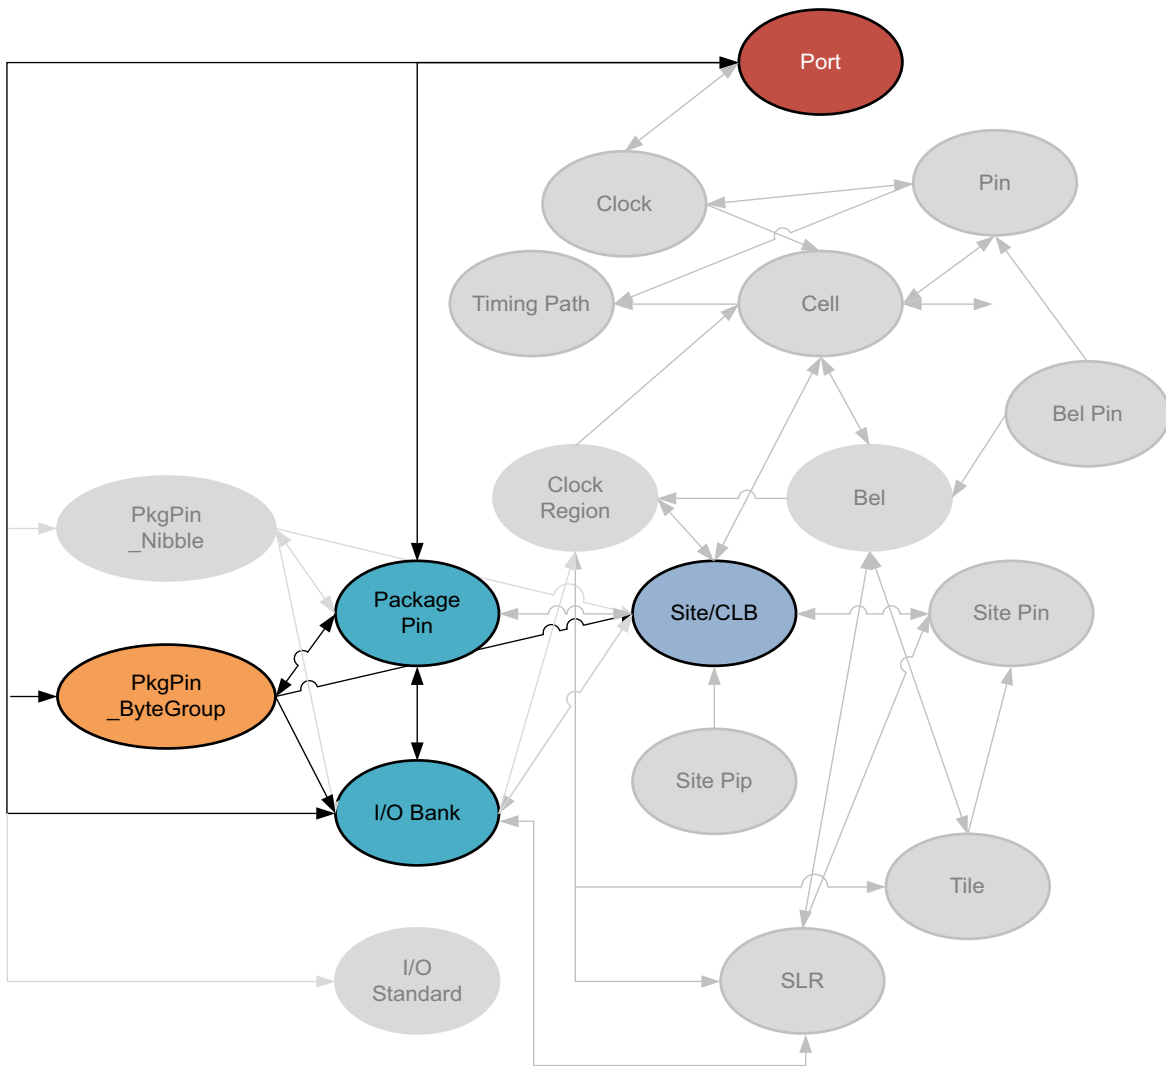 Port
Pin
Clock
Timing Path
Cell
Bel Pin
Clock
Region
Bel
PkgPin
_Nibble
Package
Pin
Site/CLB
Site Pin
PkgPin
_ByteGroup
Site Pip
I/O Bank
Tile
I/O
Standard
SLR